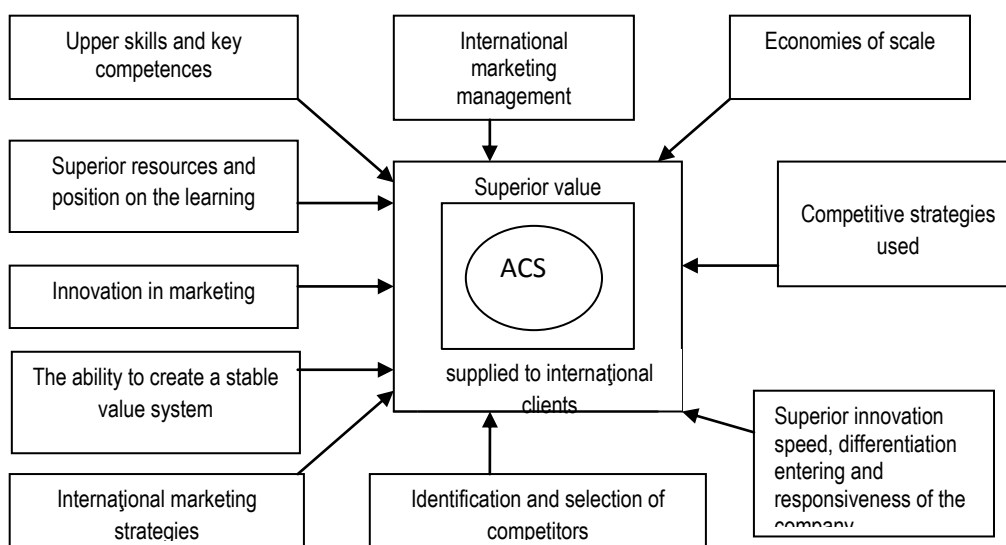 Upper skills and key
competences
International
marketing
management
Economies of scale
Superior resources and
position on the learning
Superior value
Competitive strategies
used
ACS
Innovation in marketing
The ability to create a stable
value system
supplied to internaţional
clients
Superior innovation
speed, differentiation
entering and
responsiveness of the
company
Internaţional marketing
strategies
Identification and selection of
competitors